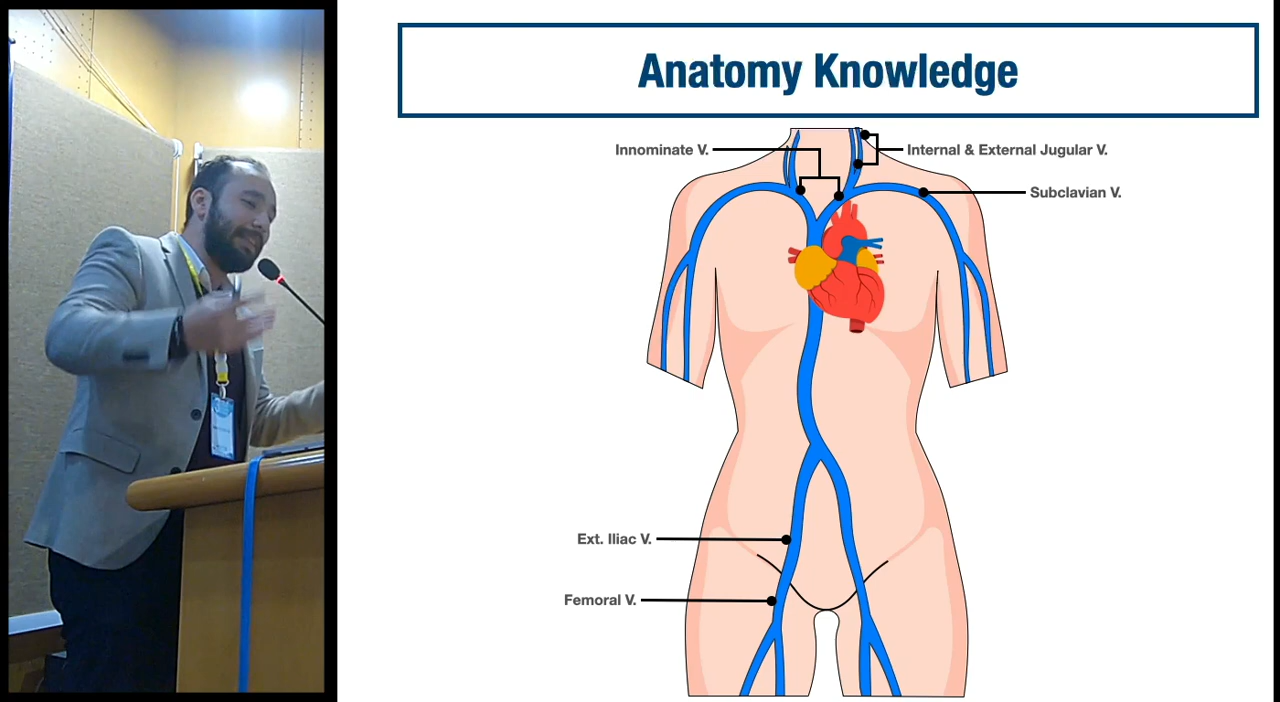 Anatomy Knowledge
Innominate V.
Internal & External Jugular V.
Subclavian V.
Ext. Iliac V.
Femoral V.